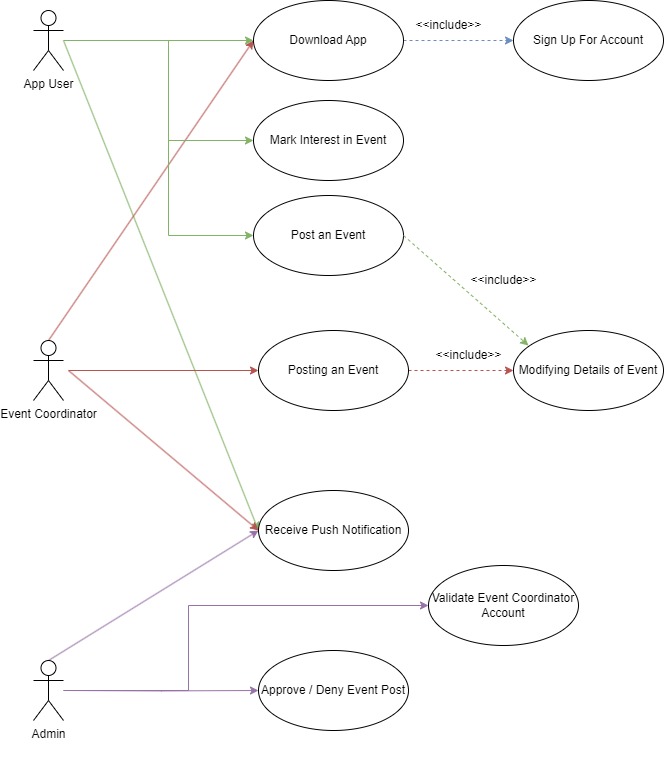 <<include>>
Download App
Sign Up For Account
App User
Mark Interest in Event
Post an Event
<<include>>
<<include>>
Posting an Event
Modifying Details of Event
Event Coordinator
Receive Push Notification
Validate Event Coordinator
Account
Approve / Deny Event Post
Admin